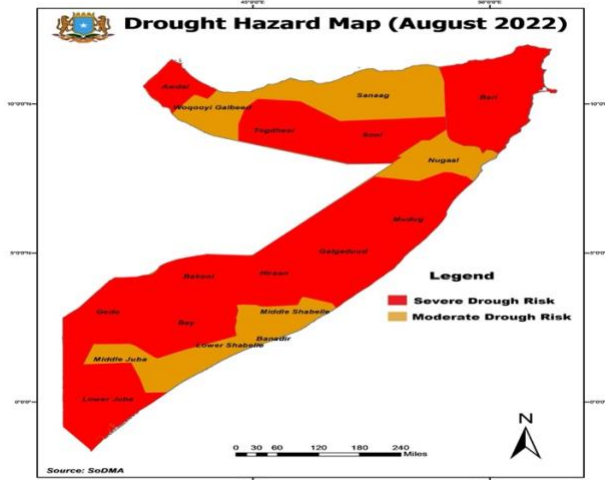 Drought Hazard Map (August 2022)
Awdal
Woqooyi Galbeed
Togdheer
Sanaag
Sool
Bari
Nugaal
Mudug
Galgaduud
Hiraan
Bakool
Gedo
Bay
Middle Shabelle
Banadir
Lower Shabelle
Middle Juba
Lower Juba
Legend
Severe Drough Risk
Moderate Drough Risk
N
0 30 60 120 180 240
Miles
Source: SoDMA